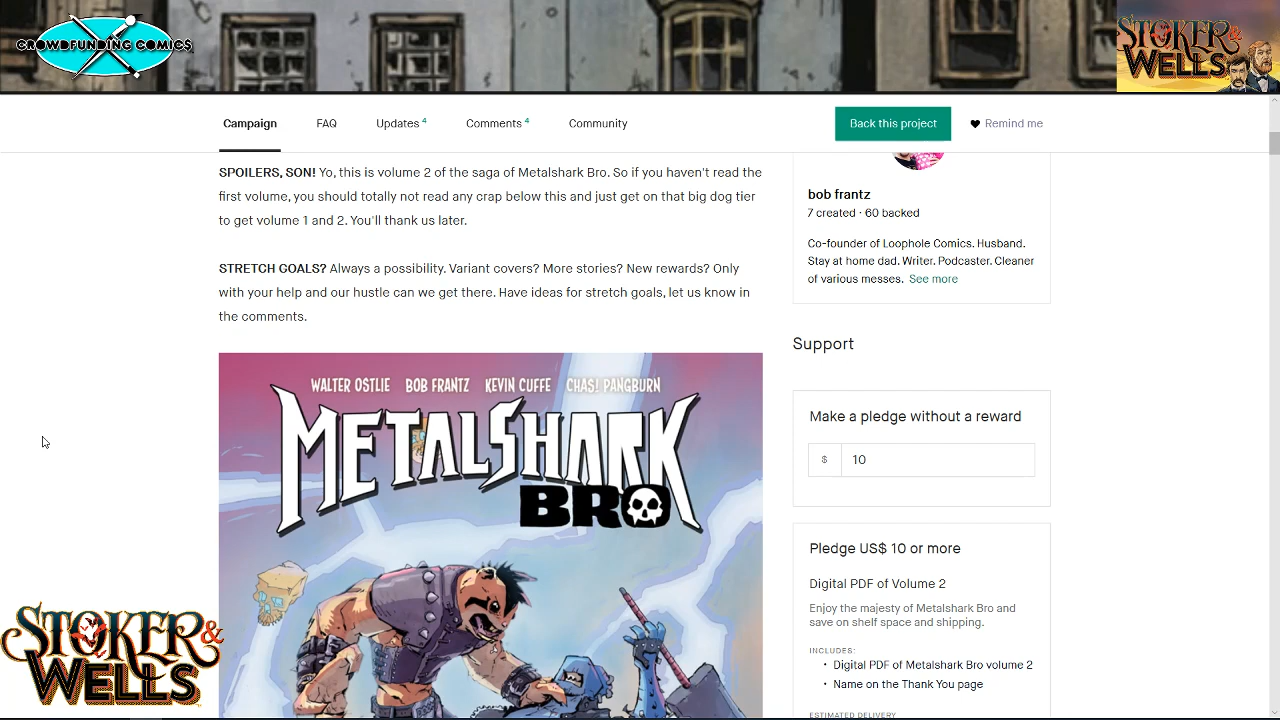 CROWDFUNDING COMICS
STOKER &
WELLS
Campaign FAQ Updates 4 Comments 4 Community Back this project Remind me
OILERS, SON! Yo, this is volume 2 of the saga of Metalshark Bro. So if you haven't read the
first volume, you should totally not read any crap below this and just get on that big dog tier
to get volume 1 and 2. You'll thank us later.
STRETCH GOALS? Always a possibility. Variant covers? More stories? New rewards? Only
with your help and our hustle can we get there. Have ideas for stretch goals, let us know in
the comments.
WALTER OSTLIE BOB FRANTZ KEVIN CUFFE CHAS! PANGBURN
METALSHARK
BRO
bob frantz
7 created · 60 backed
Co-founder of Loophole Comics. Husband.
Stay at home dad. Writer. Podcaster. Cleaner
of various messes. See more
Support
Make a pledge without a reward
$ 10
Pledge US$ 10 or more
Digital PDF of Volume 2
Enjoy the majesty of Metalshark Bro and
save on shelf space and shipping.
INCLUDES:
• Digital PDF of Metalshark Bro volume 2
• Name on the Thank You page
ESTIMATED DELIVERY
STOKER &
WELLS